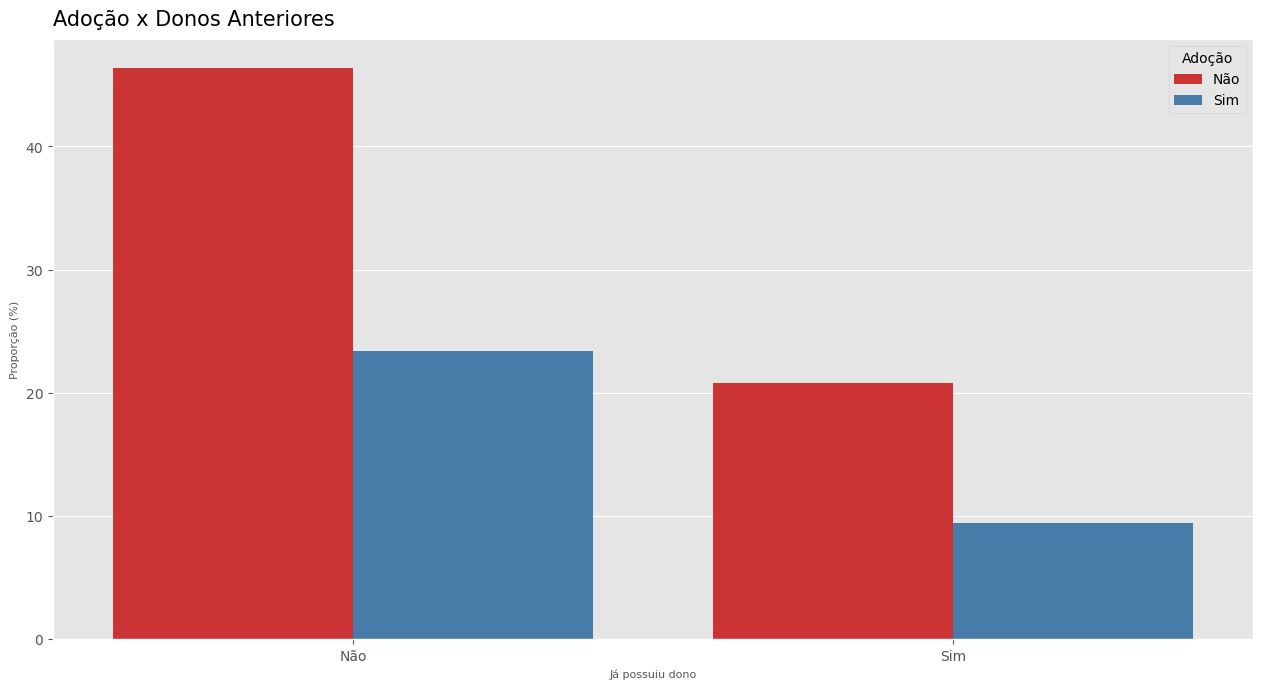 Adoção x Donos Anteriores
Adoção
Não
Sim
Proporção (%)
40
30
20
10
0
Não
Sim
Já possuiu dono